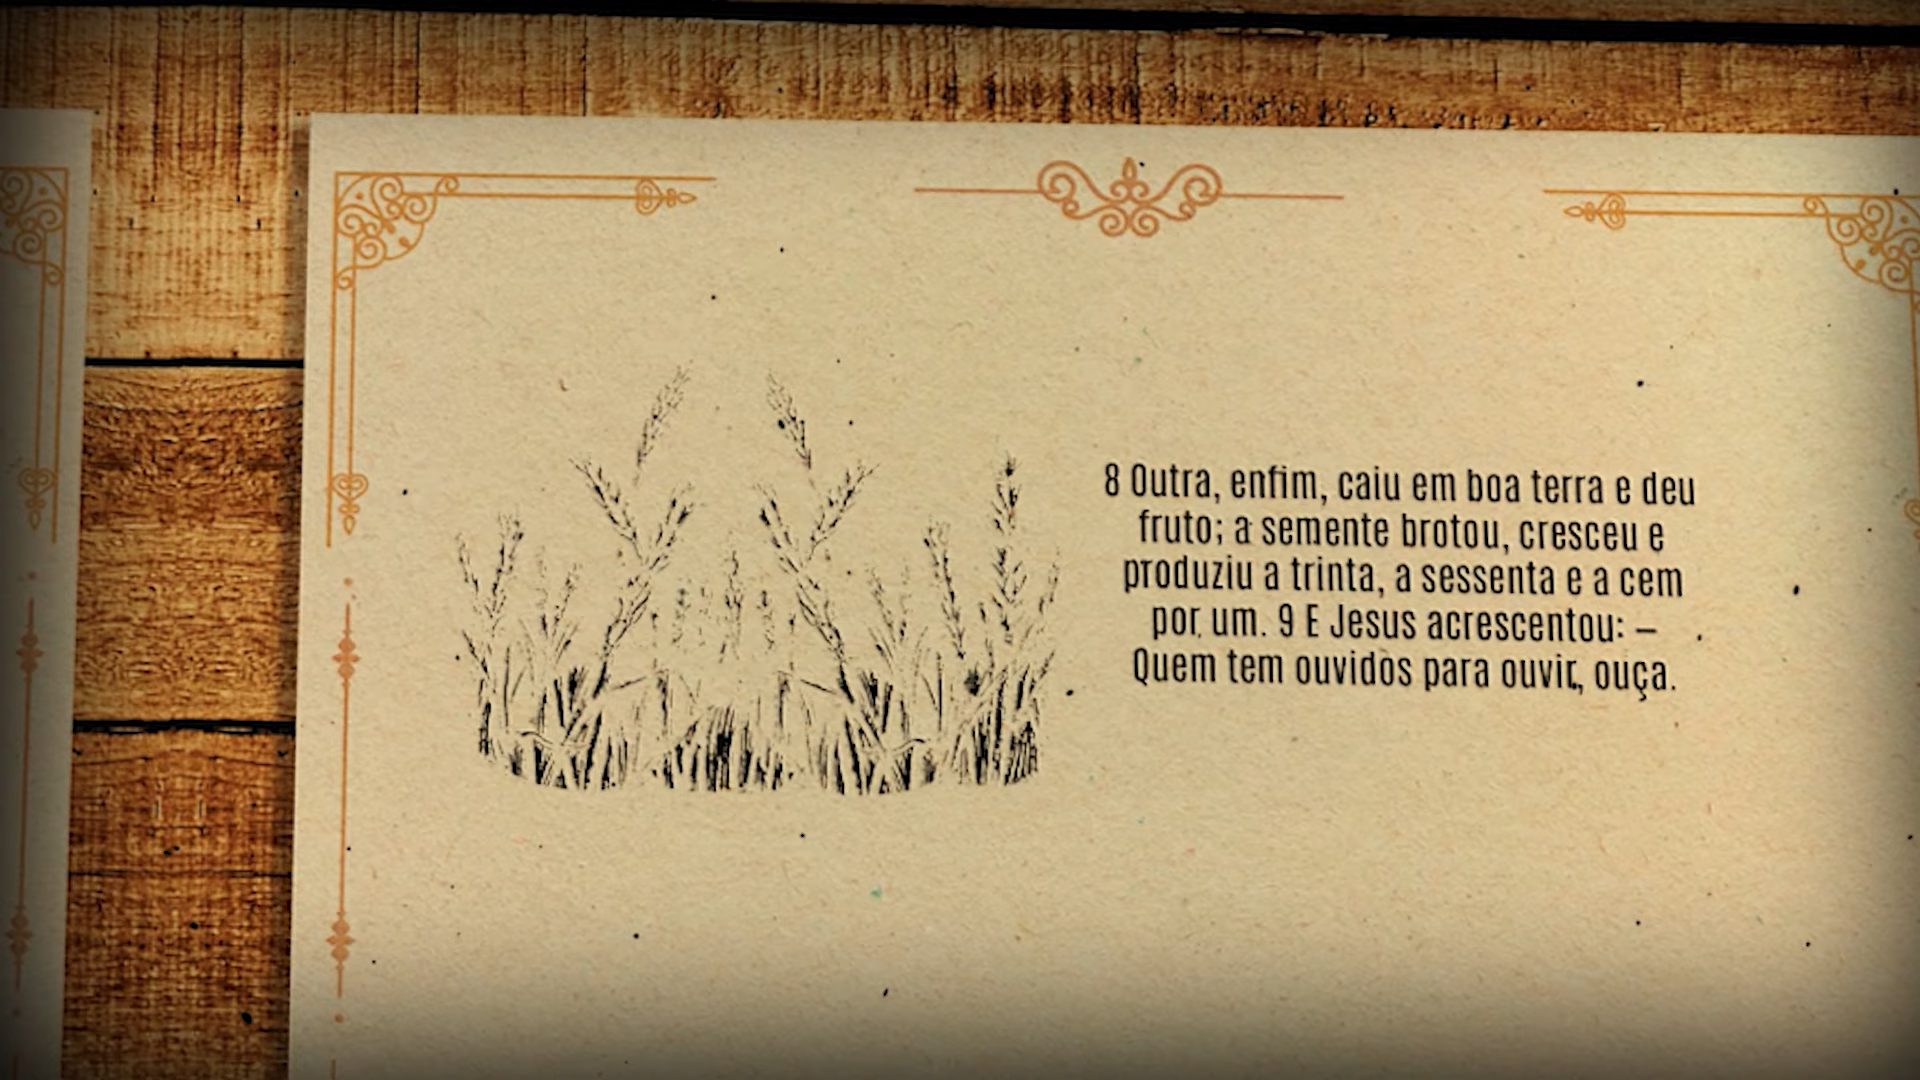 8 Outra, enfim, caiu em boa terra e deu
fruto; a semente brotou, cresceu e
produziu a trinta, a sessenta e a cem
por um. 9 E Jesus acrescentou: –
Quem tem ouvidos para ouvir, ouça.